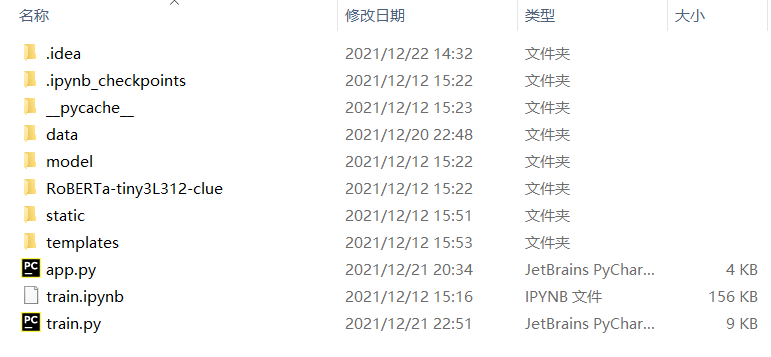 名称 修改日期 类型 大小
.idea 2021/12/22 14:32 文件夹
.ipynb_checkpoints 2021/12/12 15:22 文件夹
__pycache__ 2021/12/12 15:23 文件夹
data 2021/12/20 22:48 文件夹
model 2021/12/12 15:22 文件夹
RoBERTa-tiny3L312-clue 2021/12/12 15:22 文件夹
static 2021/12/12 15:51 文件夹
templates 2021/12/12 15:53 文件夹
PC app.py 2021/12/21 20:34 JetBrains PyChar... 4 KB
train.ipynb 2021/12/12 15:16 IPYNB 文件 156 KB
PC train.py 2021/12/21 22:51 JetBrains PyChar... 9 KB